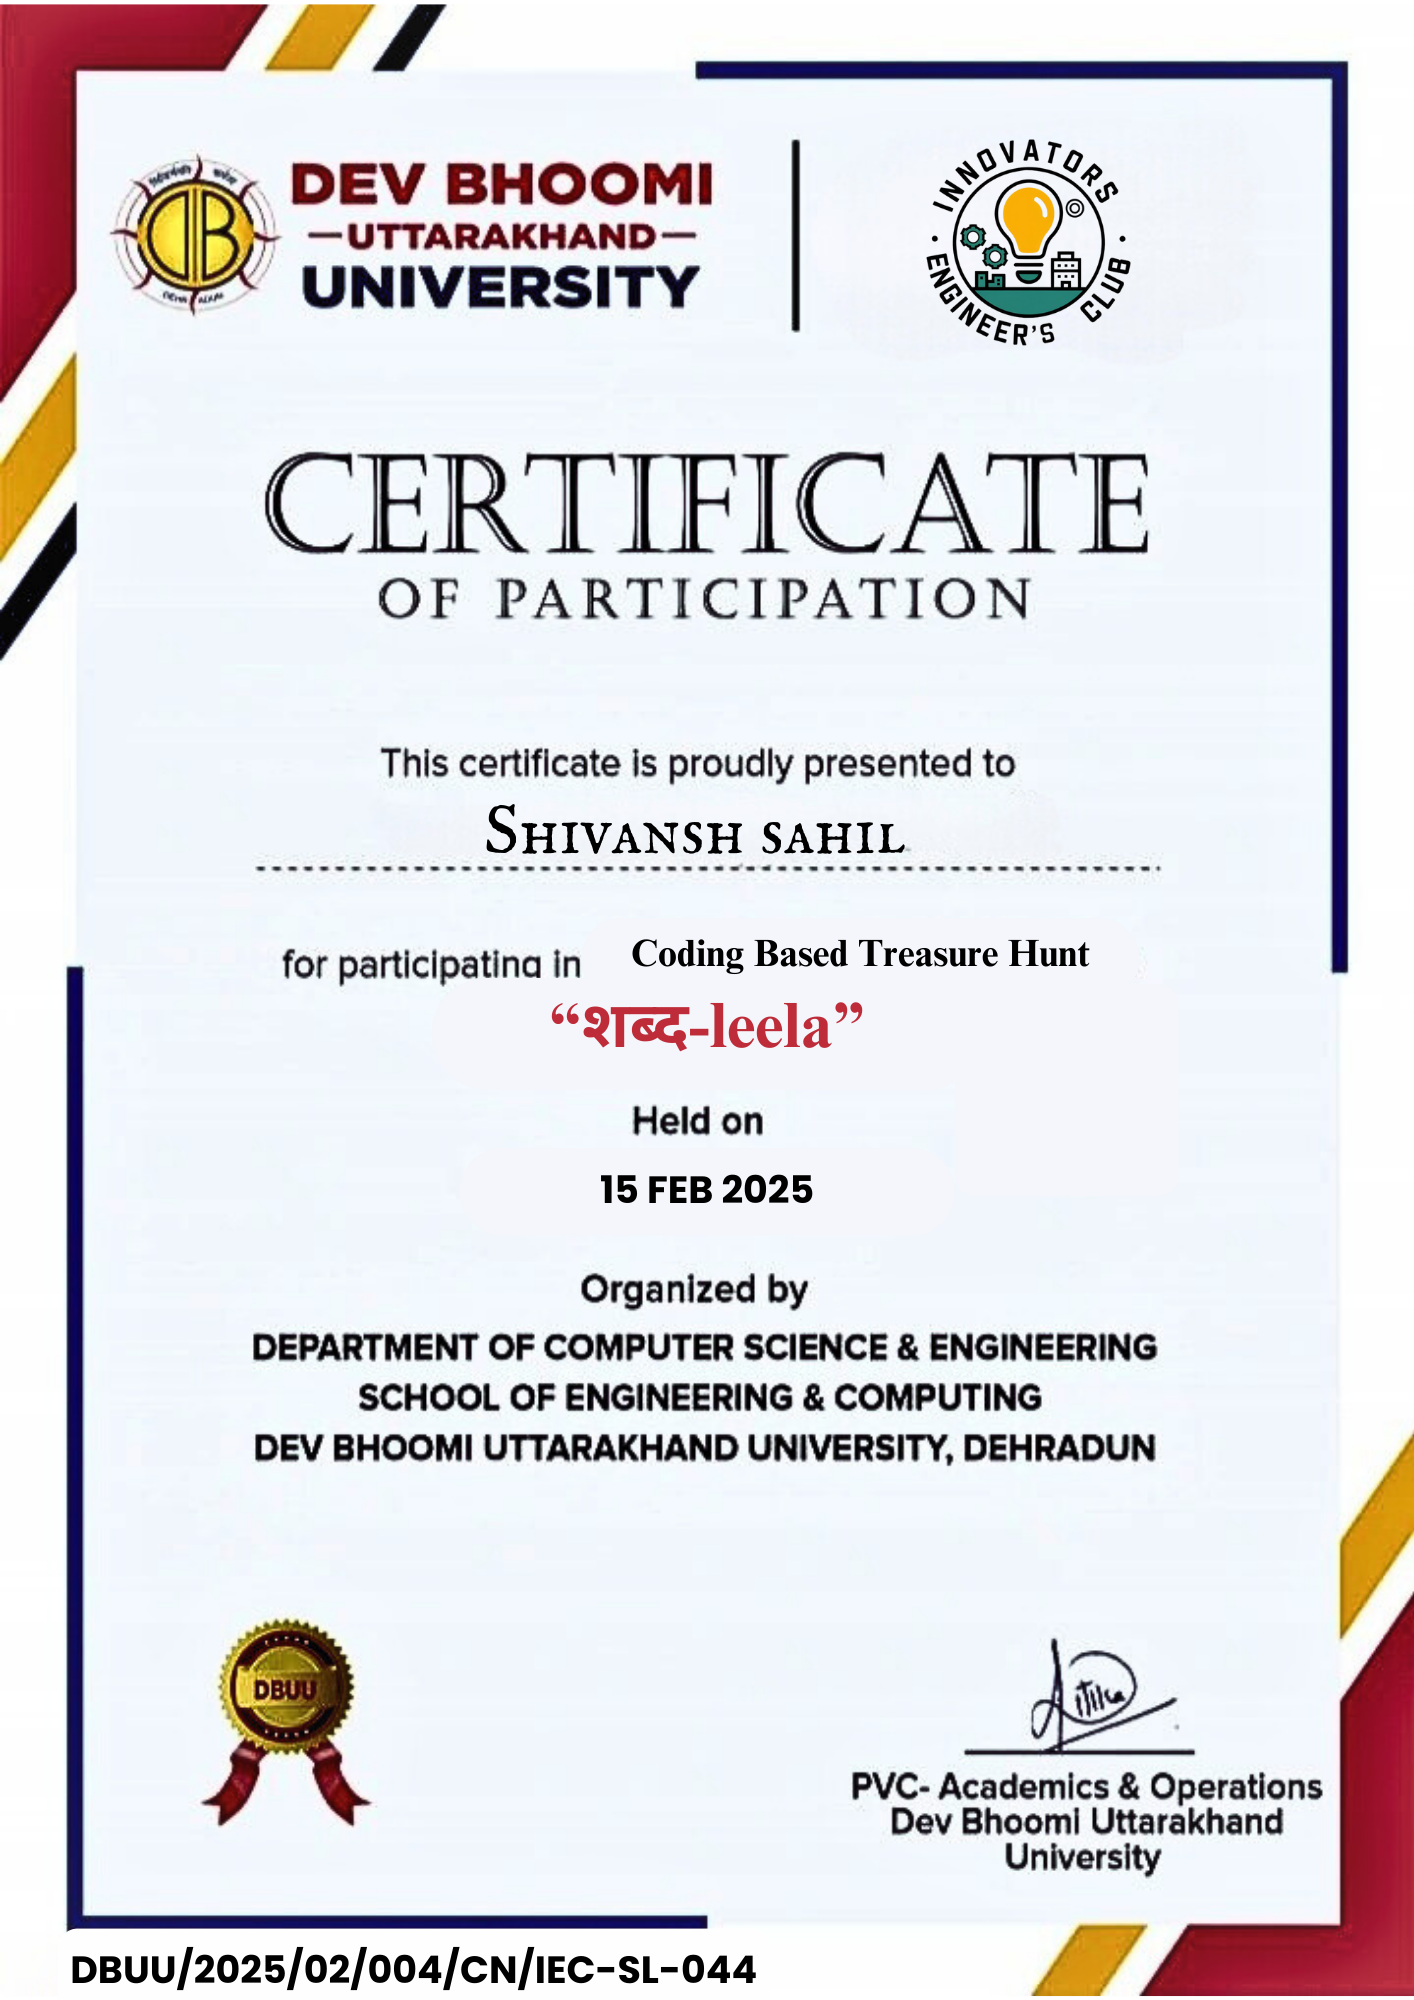 DEV BHOOMI
UTTARAKHAND
UNIVERSITY
INNOVATORS
ENGINEER'S CLUB
CERTIFICATE
OF PARTICIPATION
This certificate is proudly presented to
Shivansh sahil
for participating in Coding Based Treasure Hunt
“शब्द-leela”
Held on
15 FEB 2025
Organized by
DEPARTMENT OF COMPUTER SCIENCE & ENGINEERING
SCHOOL OF ENGINEERING & COMPUTING
DEV BHOOMI UTTARAKHAND UNIVERSITY, DEHRADUN
DBUU
PVC- Academics & Operations
Dev Bhoomi Uttarakhand
University
DBUU/2025/02/004/CN/IEC-SL-044